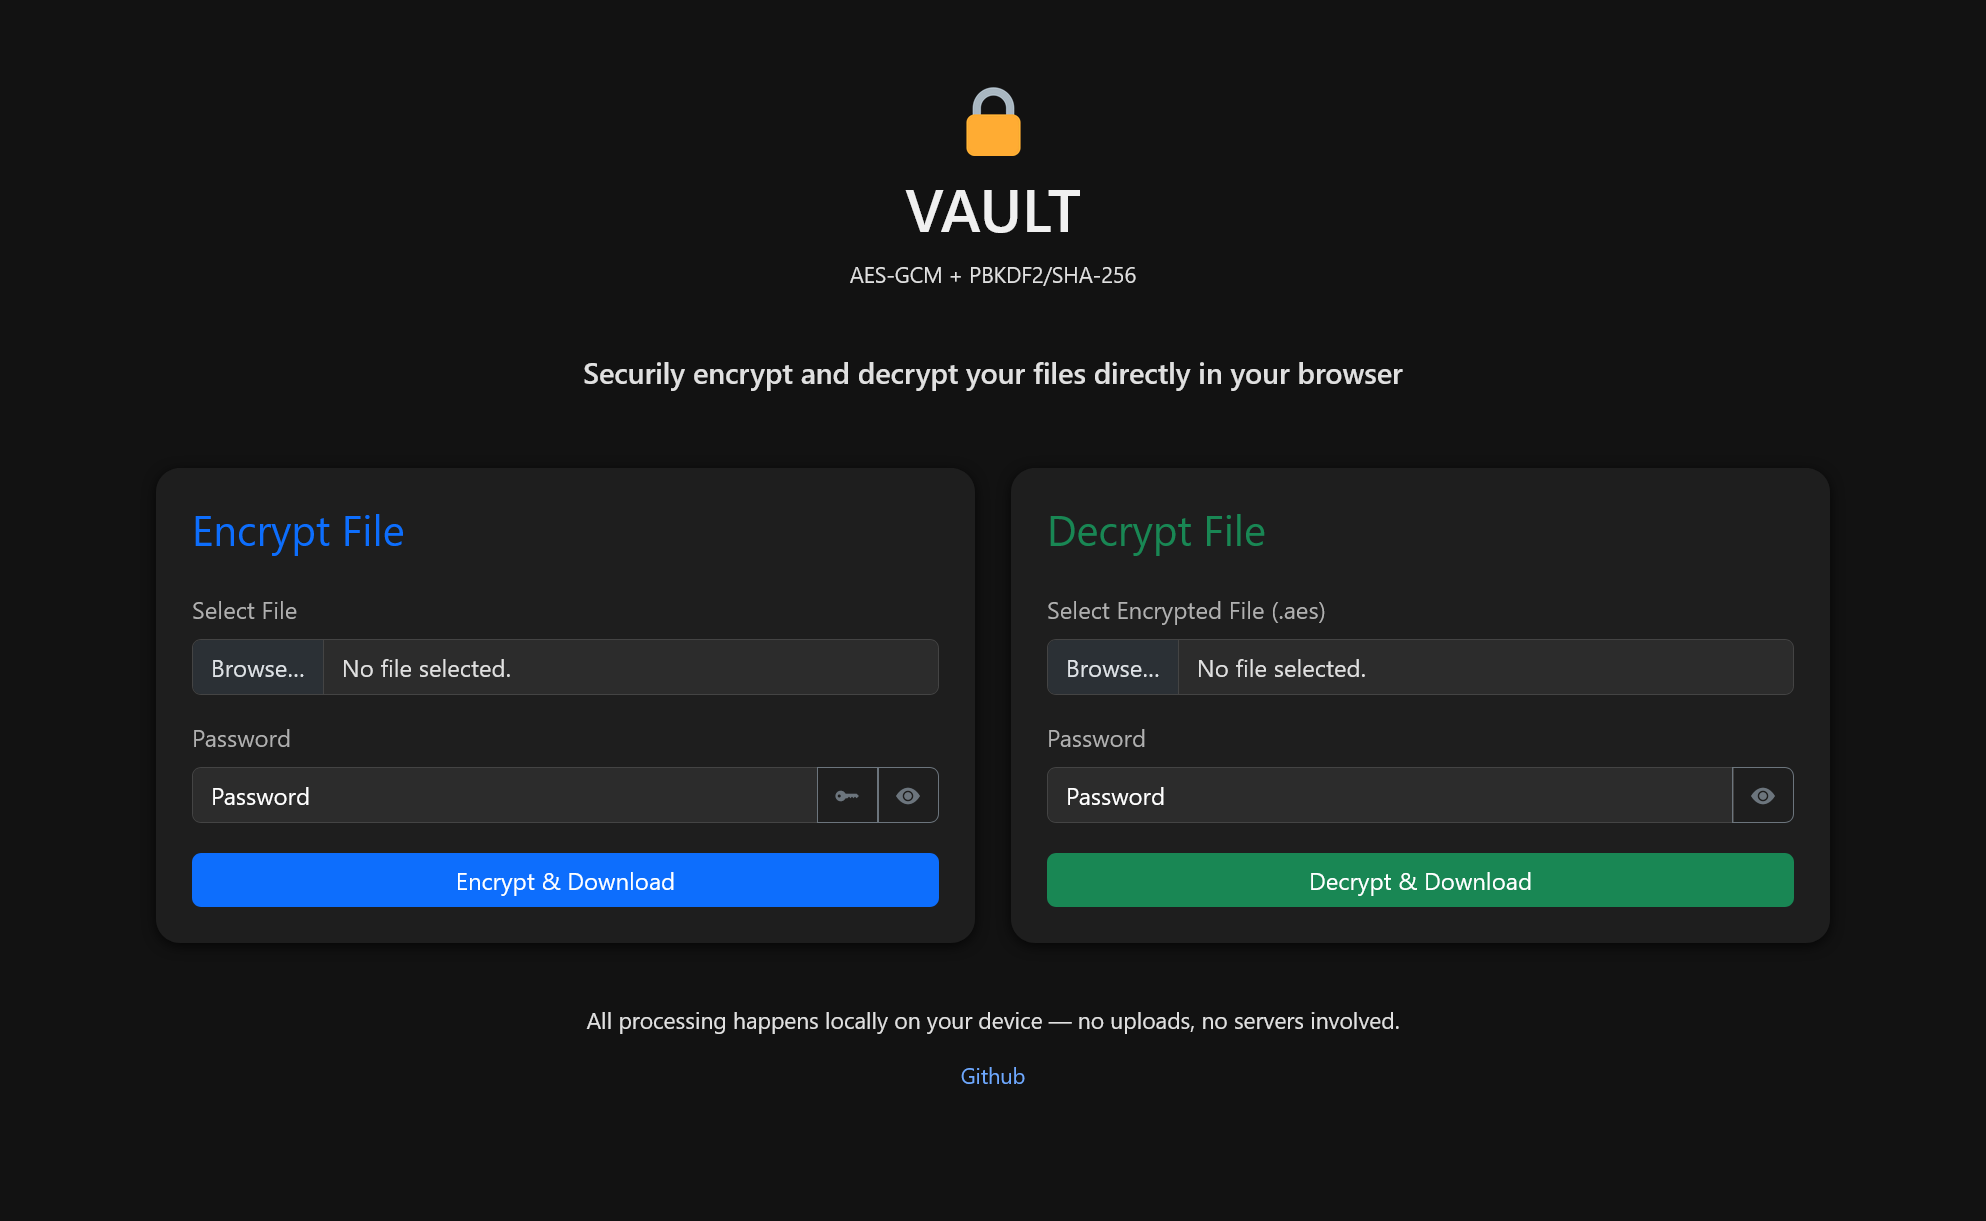 VAULT
AES-GCM + PBKDF2/SHA-256
Securily encrypt and decrypt your files directly in your browser
Encrypt File
Select File
Browse... No file selected.
Password
Password
Encrypt & Download
Decrypt File
Select Encrypted File (.aes)
Browse... No file selected.
Password
Password
Decrypt & Download
All processing happens locally on your device — no uploads, no servers involved.
Github